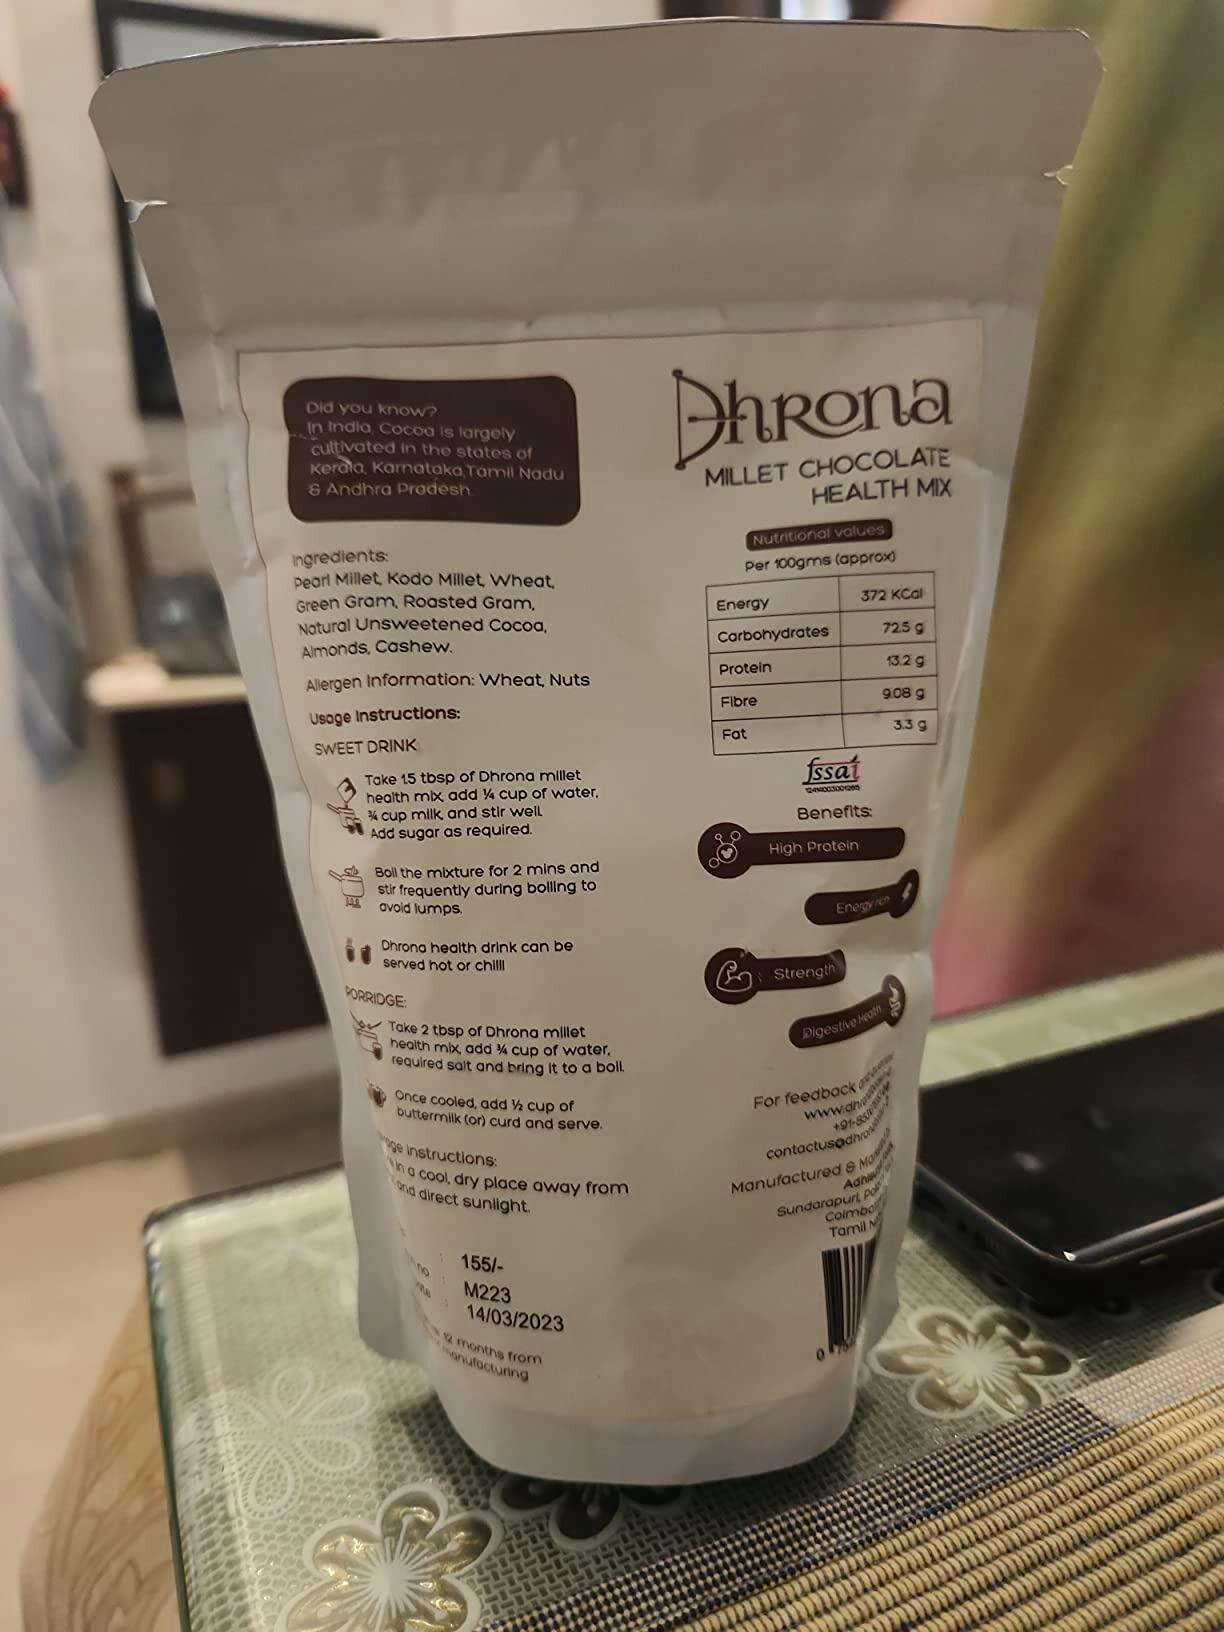 Did you know?
In India, Cocoa is largely
cultivated in the states of
Kerala, Karnataka, Tamil Nadu
& Andhra Pradesh.
Ingredients:
Pearl Millet, Kodo Millet, Wheat,
Green Gram, Roasted Gram,
Natural Unsweetened Cocoa,
Almonds, Cashew.
Allergen Information: Wheat, Nuts
Usage Instructions:
SWEET DRINK
Take 1.5 tbsp of Dhrona millet
health mix, add ¼ cup of water,
¾ cup milk, and stir well.
Add sugar as required.
Boil the mixture for 2 mins and
stir frequently during boiling to
avoid lumps.
Dhrona health drink can be
served hot or chilll
PORRIDGE:
Take 2 tbsp of Dhrona millet
health mix, add ¾ cup of water,
required salt and bring it to a boil.
Once cooled, add ½ cup of
buttermilk (or) curd and serve.
Instructions:
in a cool, dry place away from
and direct sunlight.
155/-
no : M223
14/03/2023
12 months from
manufacturing
Dhrona
MILLET CHOCOLATE
HEALTH MIX
Nutritional values
Per 100gms (approx)
Energy 372 KCal
Carbohydrates 72.5 g
Protein 13.2 g
Fibre 9.08 g
Fat 3.3 g
fssai
Benefits:
High Protein
Energy rich
Strength
Digestive Health
For feedback
Manufactured &
Sundarapuri,
Tamil
0